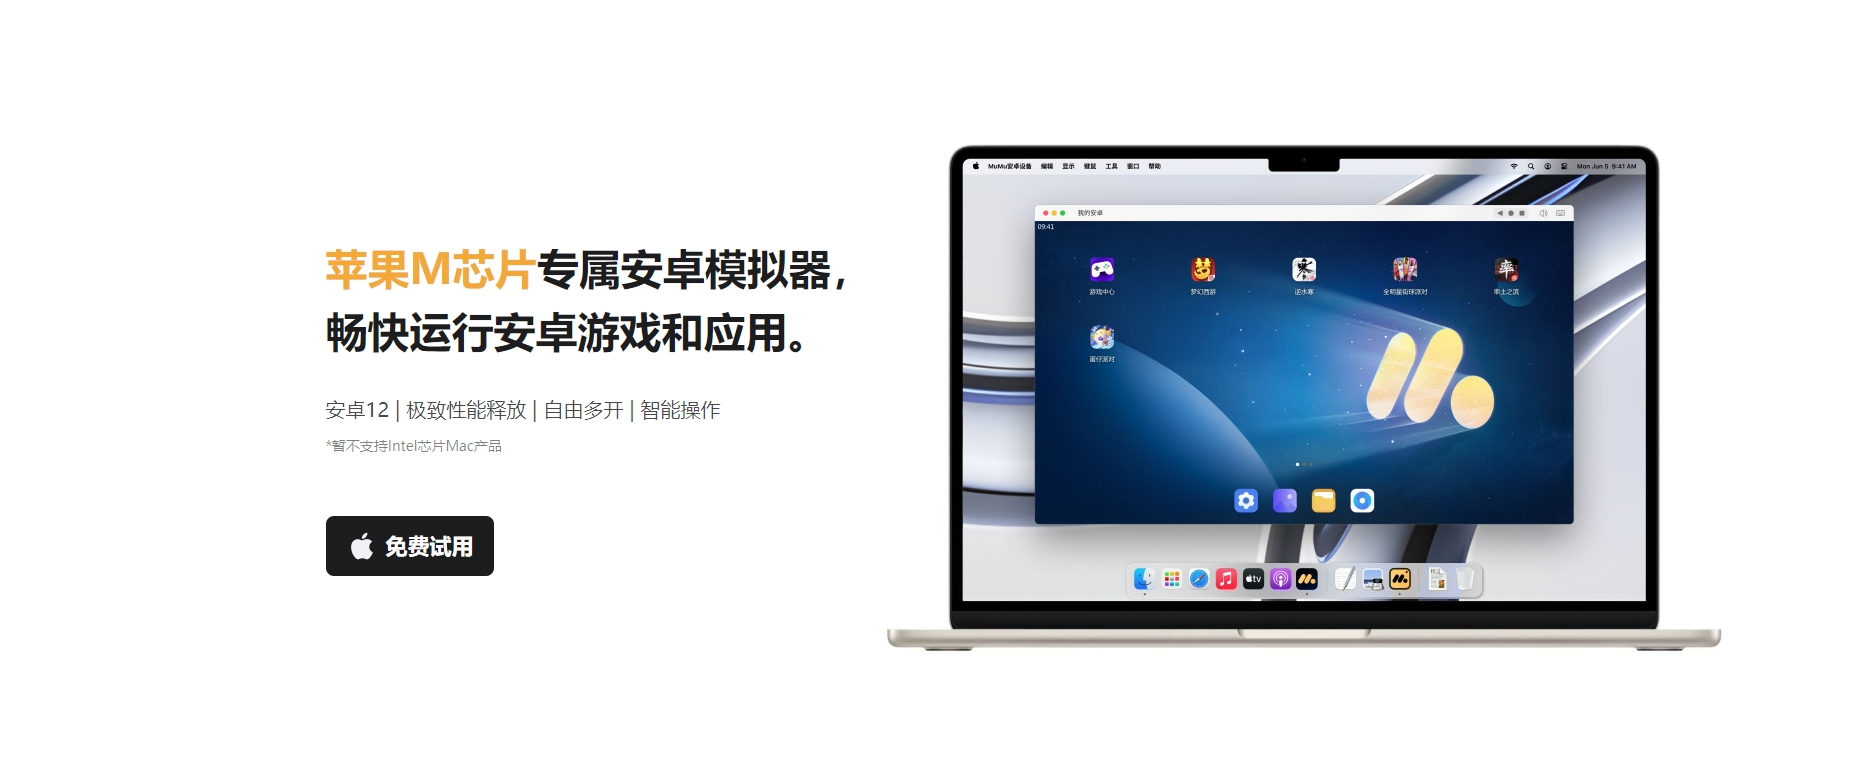 苹果M芯片专属安卓模拟器，
畅快运行安卓游戏和应用。
安卓12 | 极致性能释放 | 自由多开 | 智能操作
*暂不支持Intel芯片Mac产品
免费试用
MuMu安卓设备 编辑 显示 键鼠 工具 窗口 帮助
Mon Jun 5 9:41 AM
我的安卓
09:41
游戏中心 梦幻西游 逆水寒 全明星街球派对 率土之滨
蛋仔派对
tv